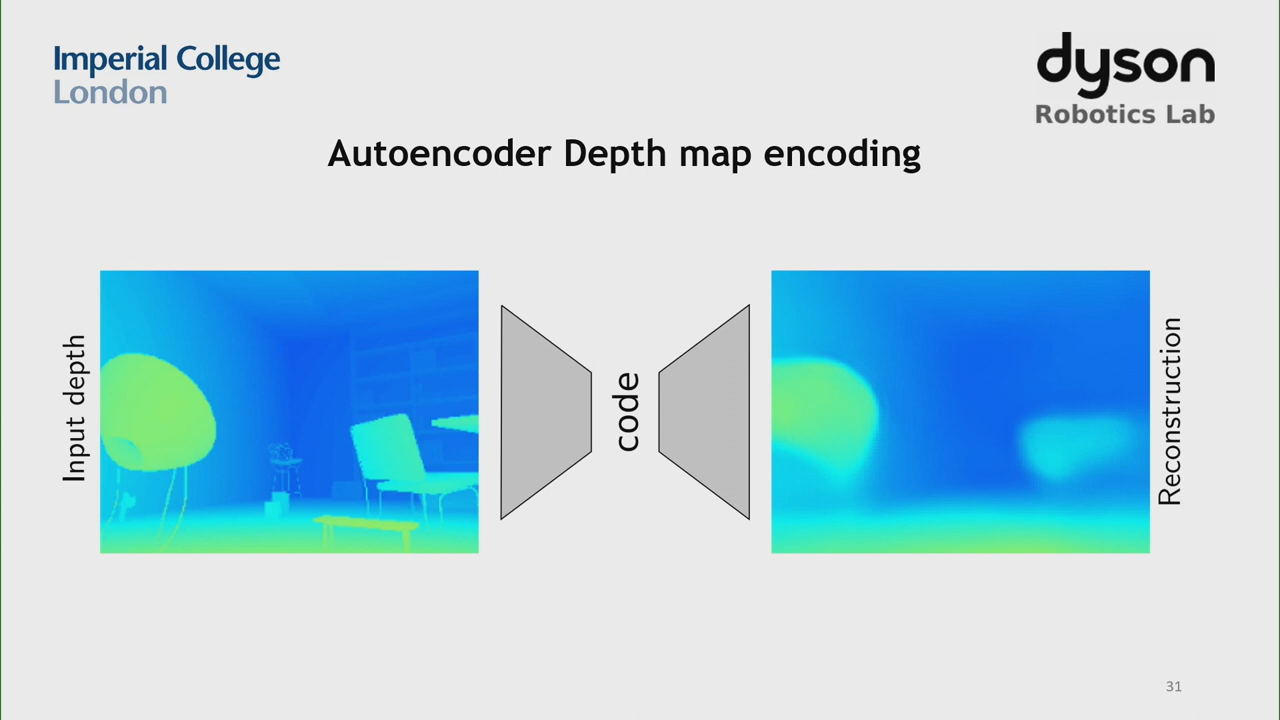 Imperial College
London
dyson
Robotics Lab
Autoencoder Depth map encoding
Input depth
code
Reconstruction
31